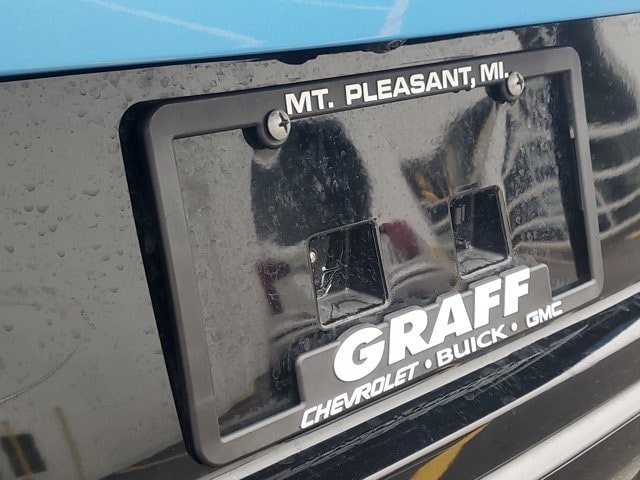 MT. PLEASANT, MI.
GRAFF
CHEVROLET • BUICK • GMC